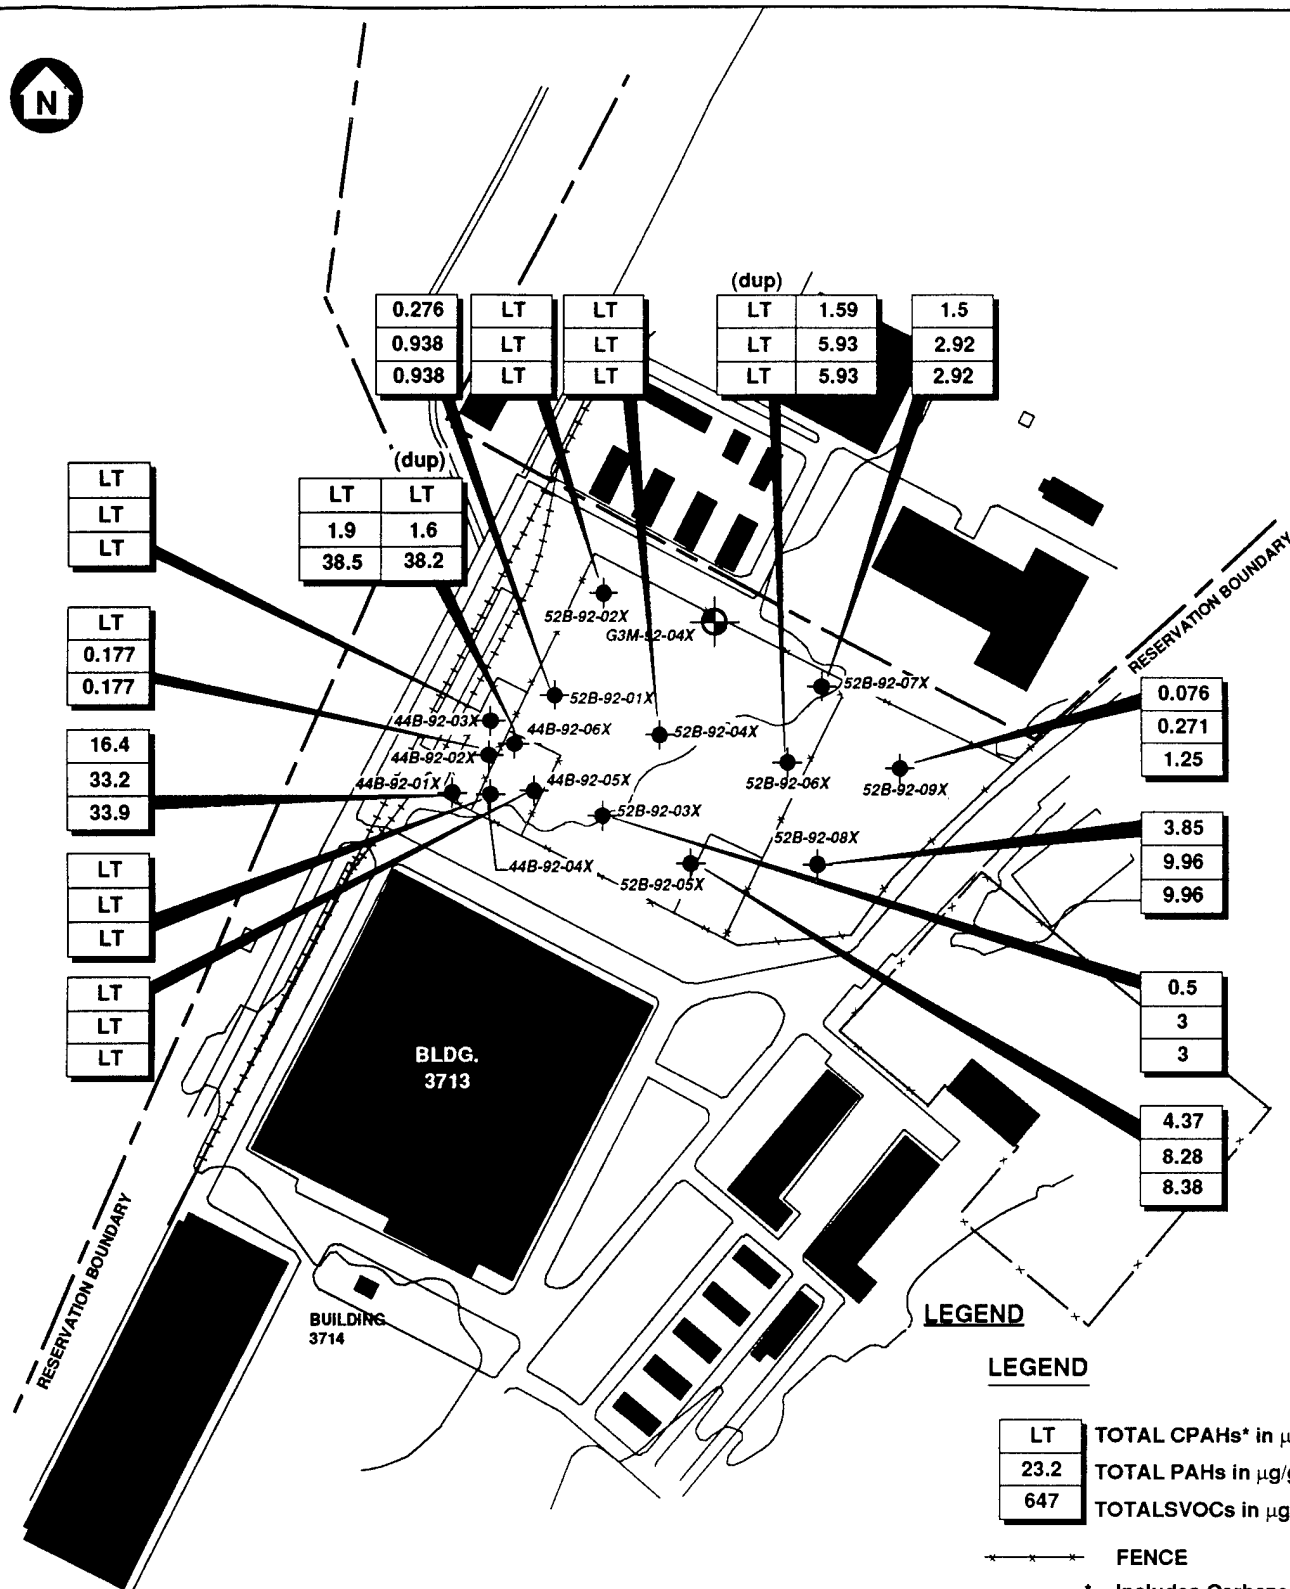 N
(dup)
0.276
0.938
0.938
LT
LT
LT
LT
LT
LT
LT 1.59
LT 5.93
LT 5.93
1.5
2.92
2.92
(dup)
LT LT
1.9 1.6
38.5 38.2
LT
LT
LT
LT
0.177
0.177
16.4
33.2
33.9
LT
LT
LT
LT
LT
LT
RESERVATION BOUNDARY
52B-92-02X
G3M-92-04X
52B-92-07X
52B-92-01X
44B-92-03X
44B-92-06X
52B-92-04X
44B-92-02X
52B-92-06X
52B-92-09X
44B-92-01X
44B-92-05X
52B-92-03X
52B-92-08X
44B-92-04X
52B-92-05X
0.076
0.271
1.25
3.85
9.96
9.96
0.5
3
3
4.37
8.28
8.38
BLDG.
3713
RESERVATION BOUNDARY
BUILDING
3714
LEGEND
LEGEND
LT TOTAL CPAHs* in μ
23.2 TOTAL PAHs in μg/g
647 TOTALSVOCs in μg
FENCE